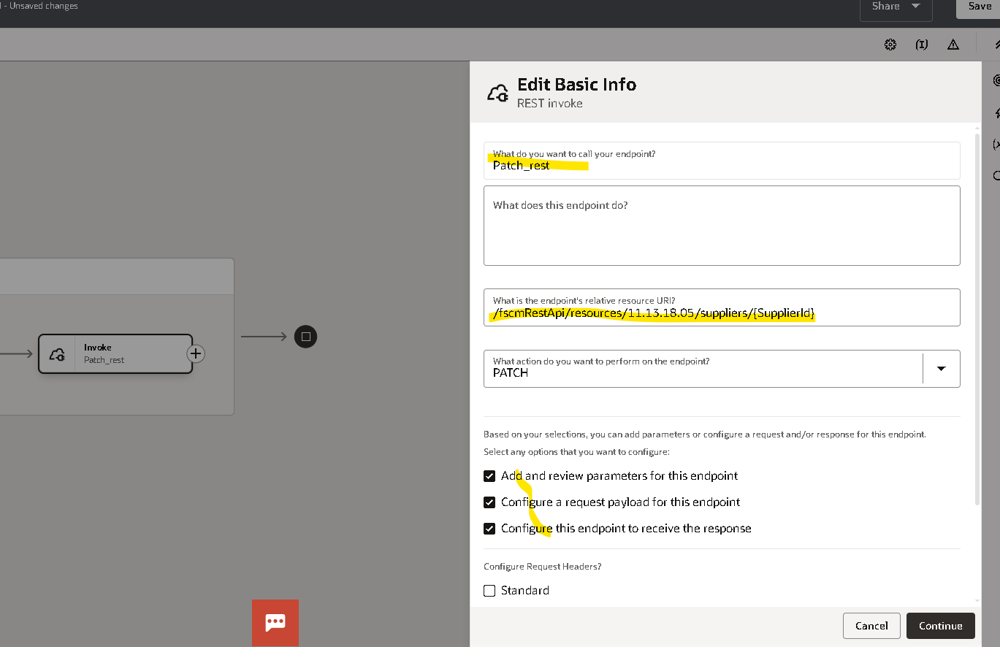 - Unsaved changes
Share
Save
Edit Basic Info
REST invoke
What do you want to call your endpoint?
Patch_rest
What does this endpoint do?
What is the endpoint's relative resource URI?
/fscmRestApi/resources/11.13.18.05/suppliers/{SupplierId}
Invoke
Patch_rest
What action do you want to perform on the endpoint?
PATCH
Based on your selections, you can add parameters or configure a request and/or response for this endpoint.
Select any options that you want to configure:
Add and review parameters for this endpoint
Configure a request payload for this endpoint
Configure this endpoint to receive the response
Configure Request Headers?
Standard
Cancel
Continue